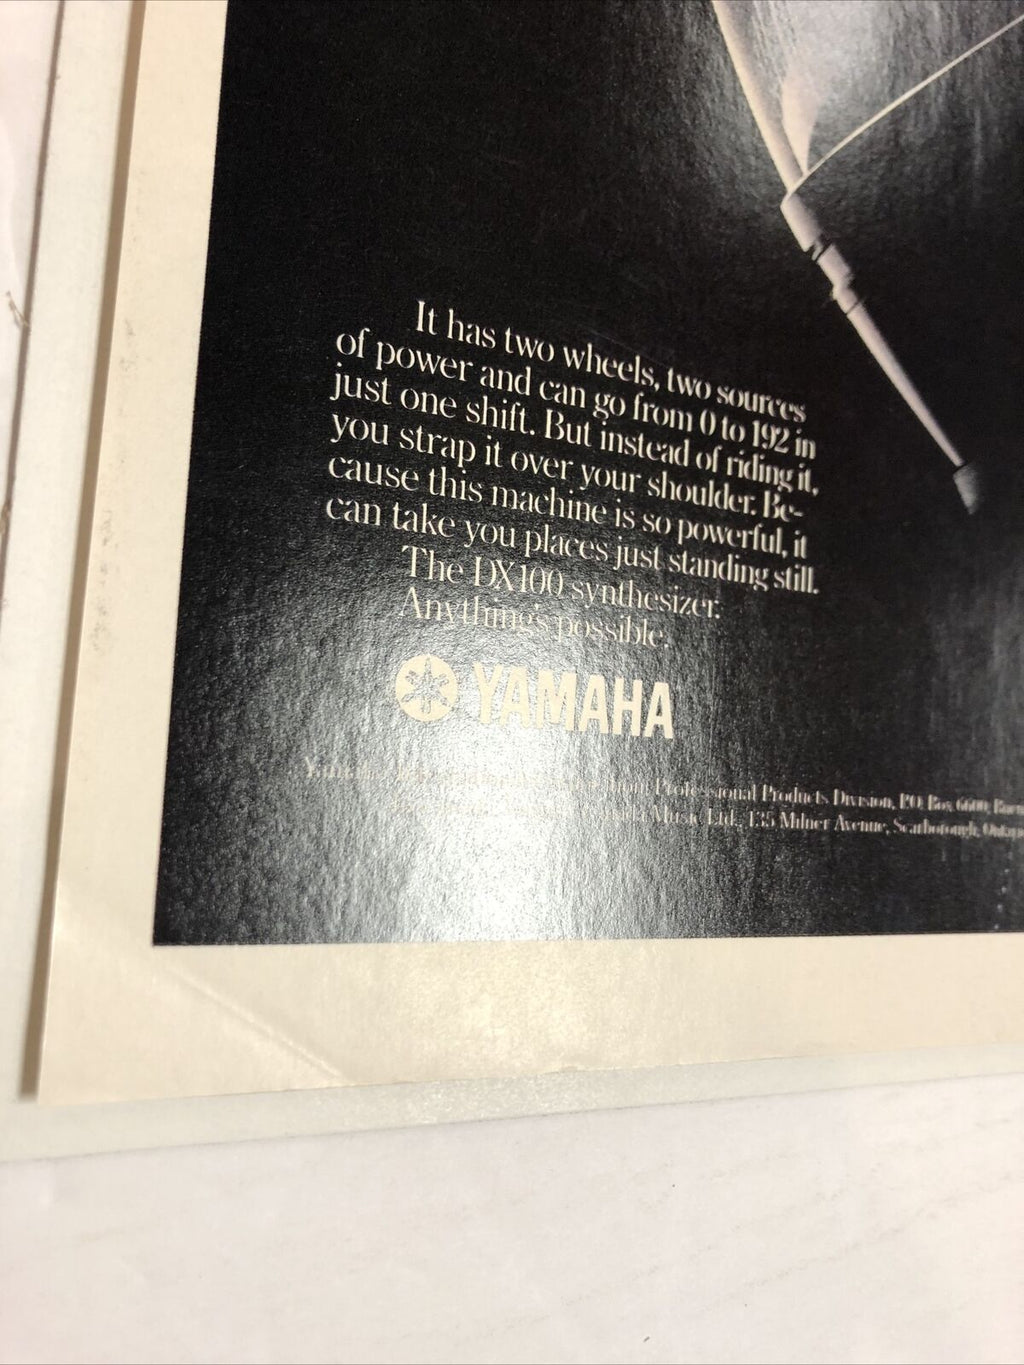 It has two wheels, two sources
of power and can go from 0 to 192 in
just one shift. But instead of riding it,
you strap it over your shoulder. Be-
cause this machine is so powerful, it
can take you places just standing still.
The DX100 synthesizer.
Anything's possible.
YAMAHA
Yamaha Professional Products Division, P.O. Box 6600,
Music Ltd., 135 Milner Avenue, Scarborough,